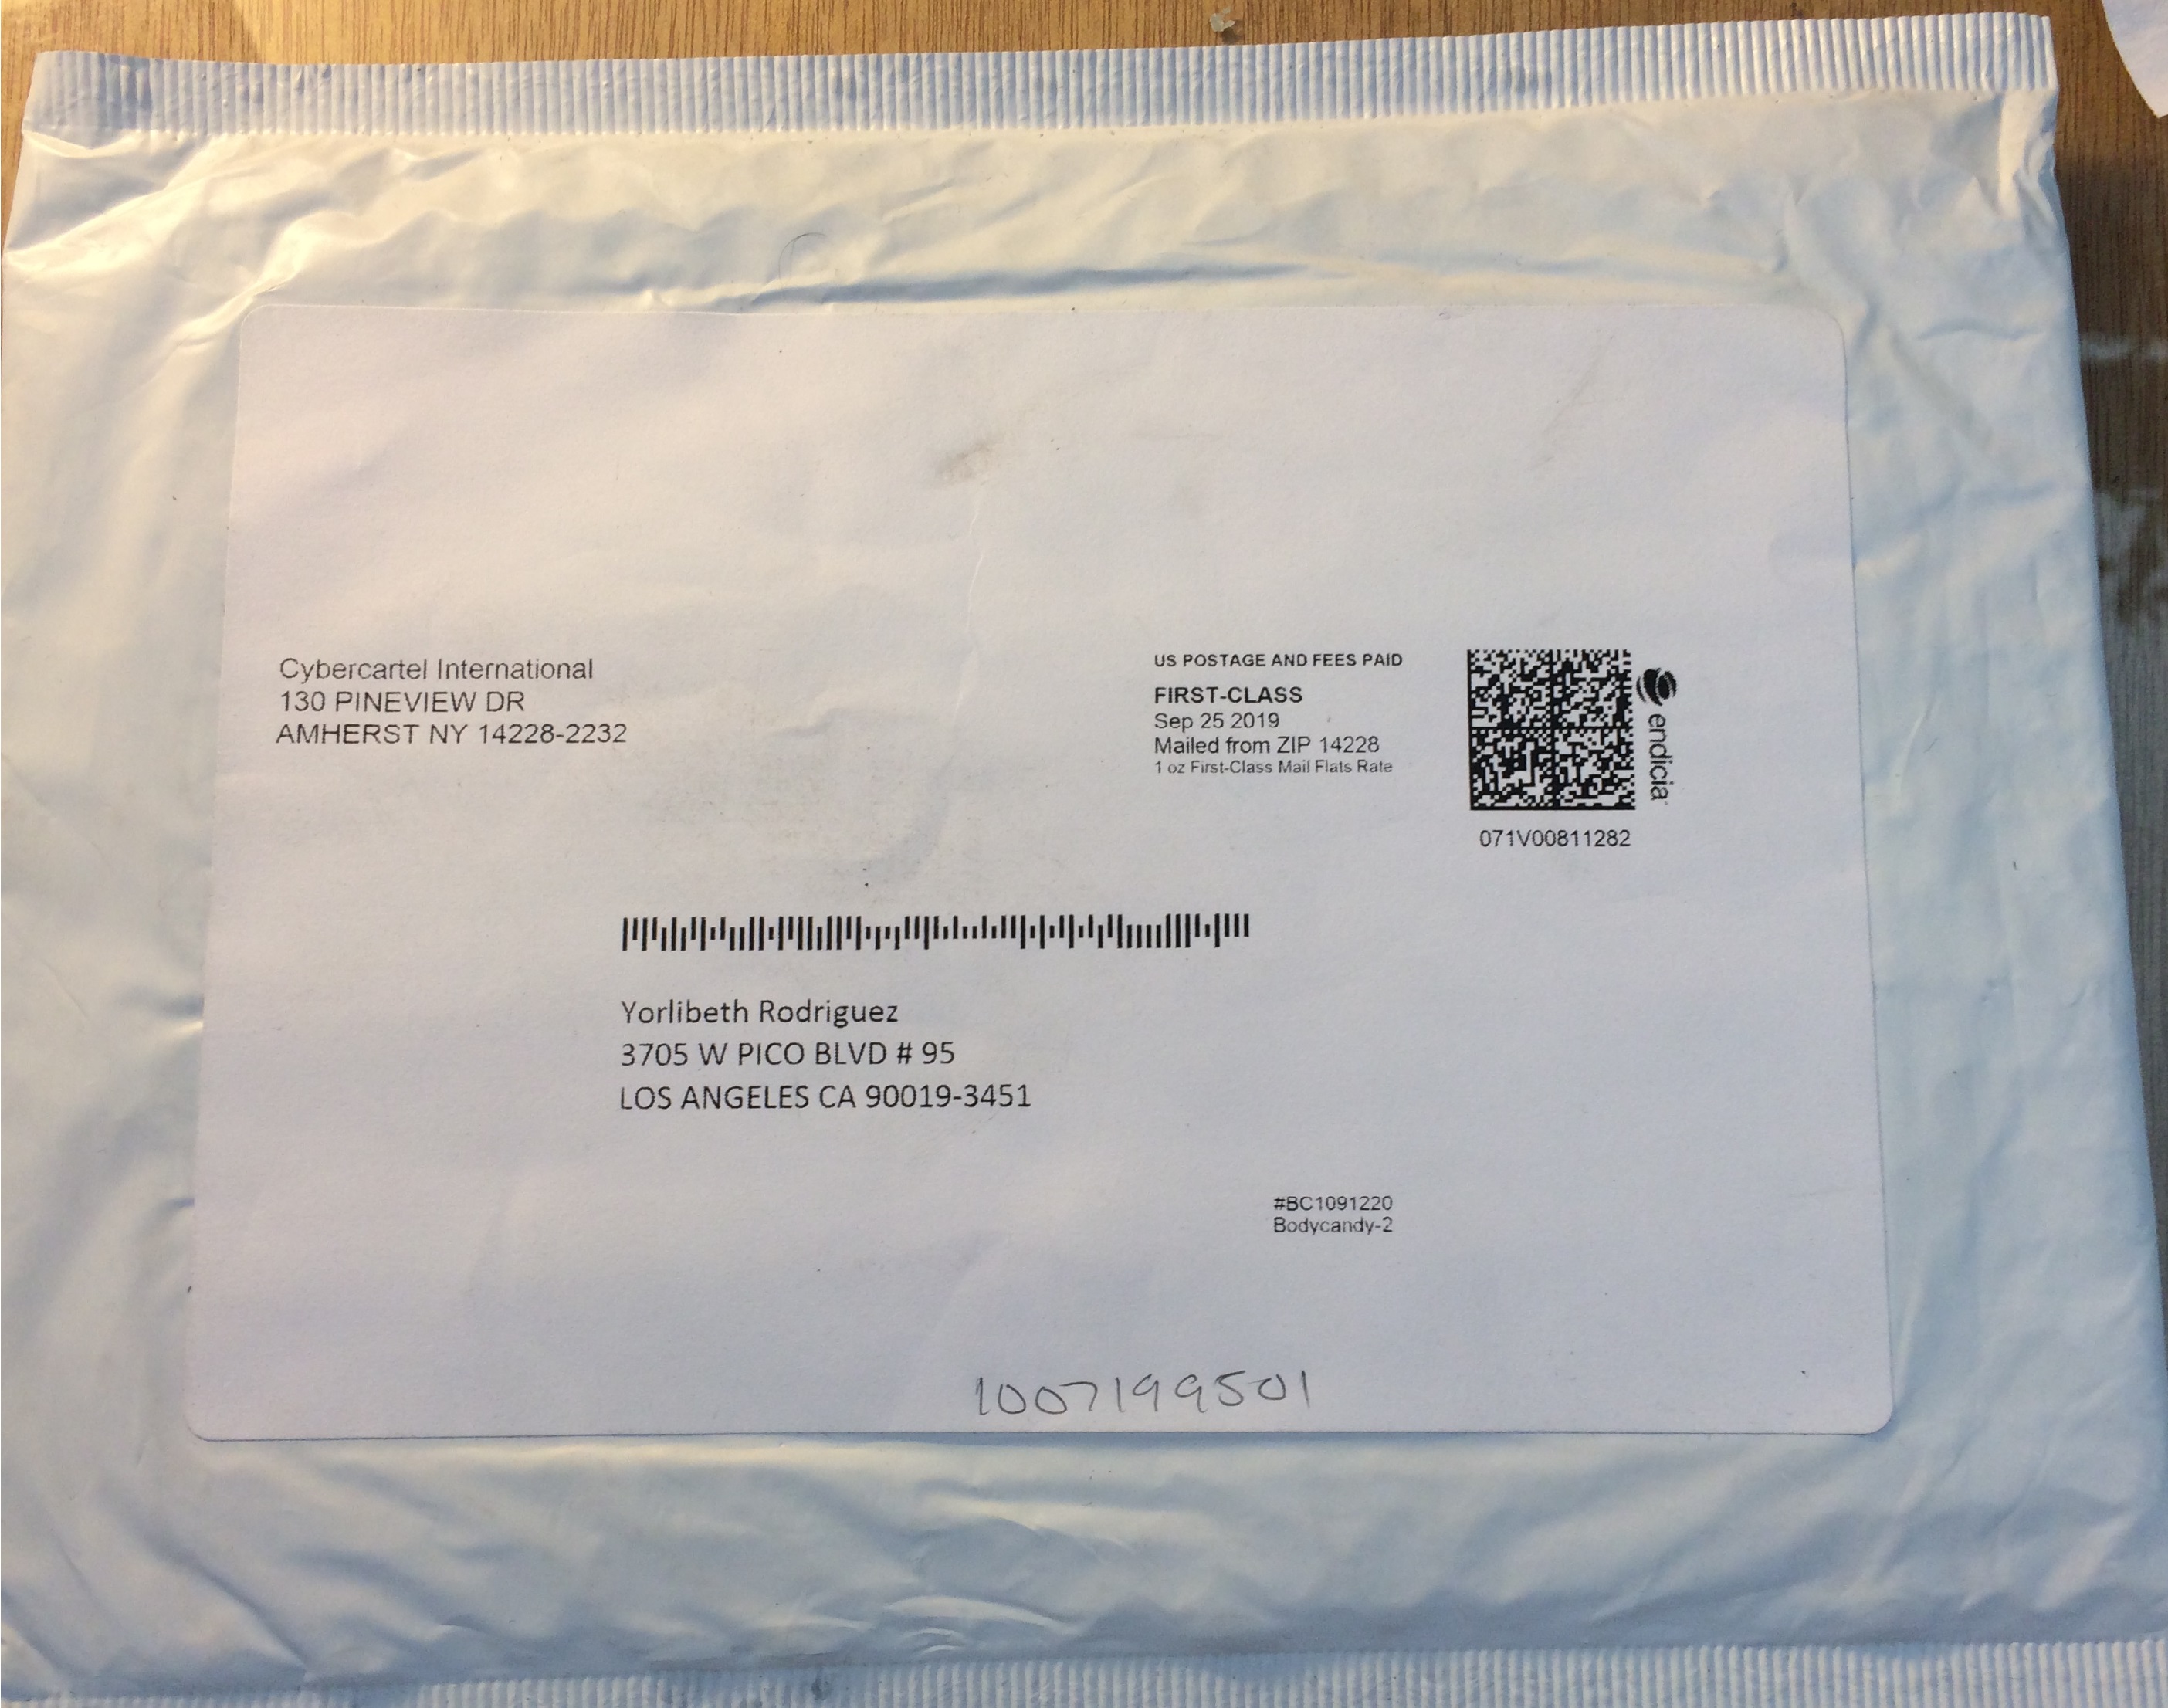 Cybercartel International
130 PINEVIEW DR
AMHERST NY 14228-2232
US POSTAGE AND FEES PAID
FIRST-CLASS
Sep 25 2019
Mailed from ZIP 14228
1 oz First-Class Mail Flats Rate
endicia
071V00811282
Yorlibeth Rodriguez
3705 W PICO BLVD # 95
LOS ANGELES CA 90019-3451
#BC1091220
Bodycandy-2
1007199501